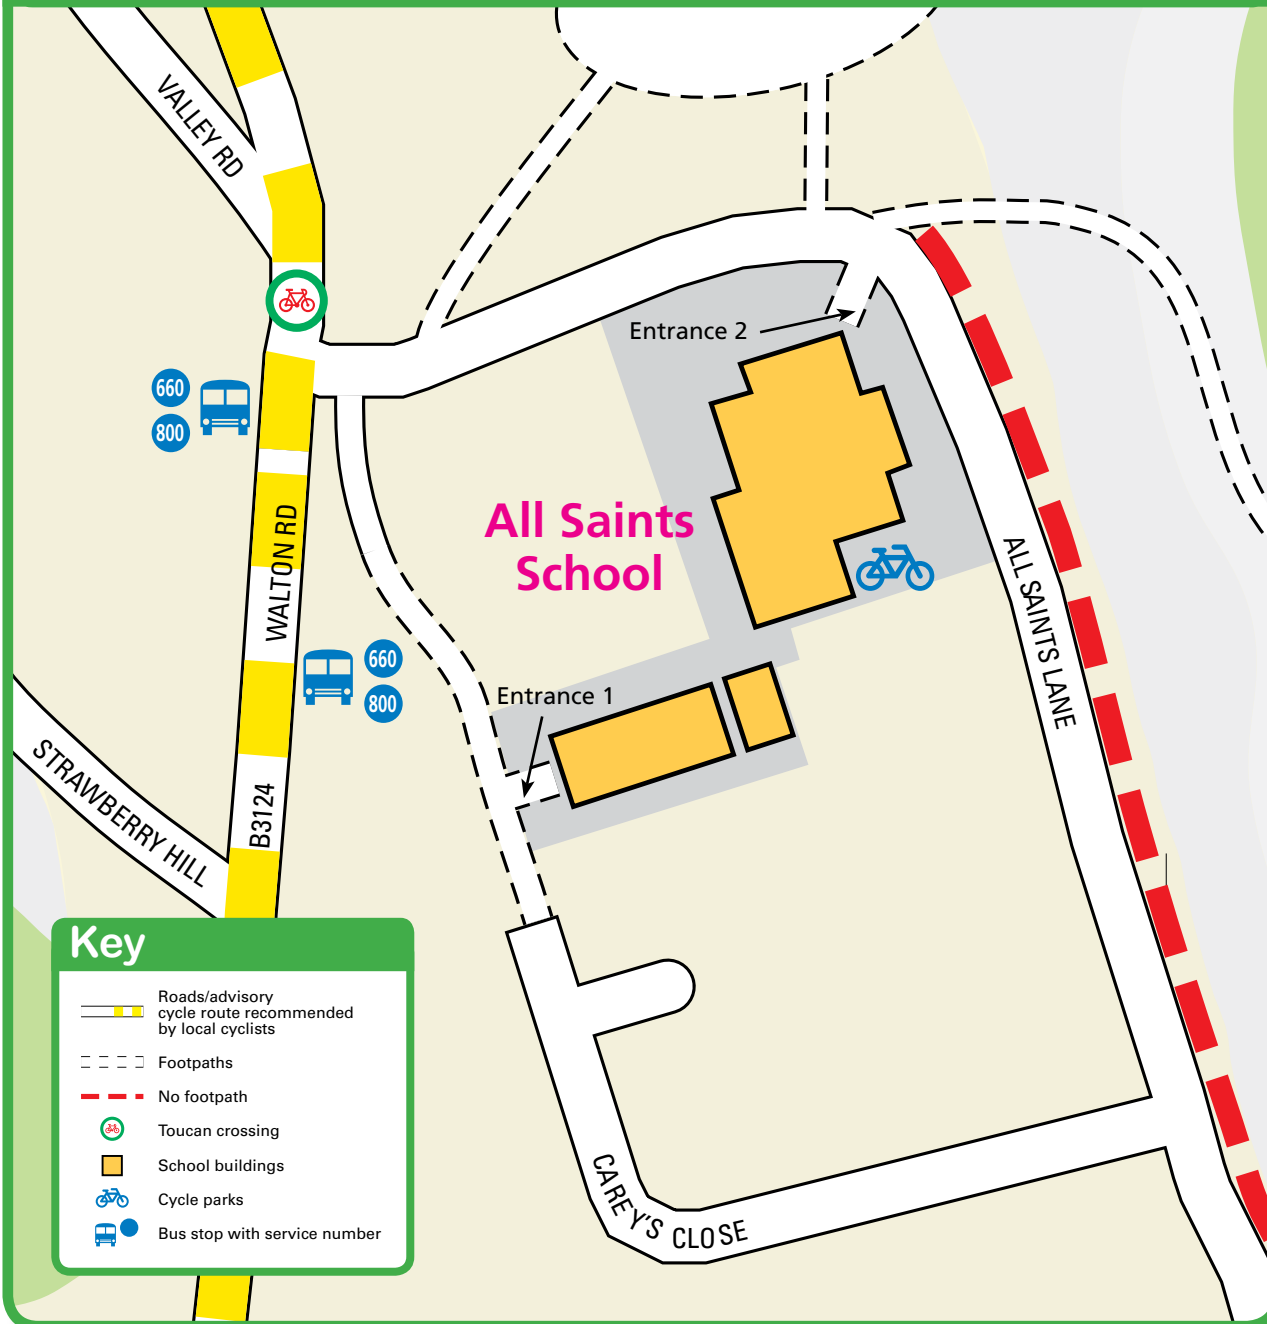 VALLEY RD
Entrance 2
660
800
All Saints
School
WALTON RD
ALL SAINTS LANE
660
800
Entrance 1
STRAWBERRY HILL
B3124
Key
Roads/advisory
cycle route recommended
by local cyclists
Footpaths
No footpath
Toucan crossing
School buildings
Cycle parks
Bus stop with service number
CAREY'S CLOSE